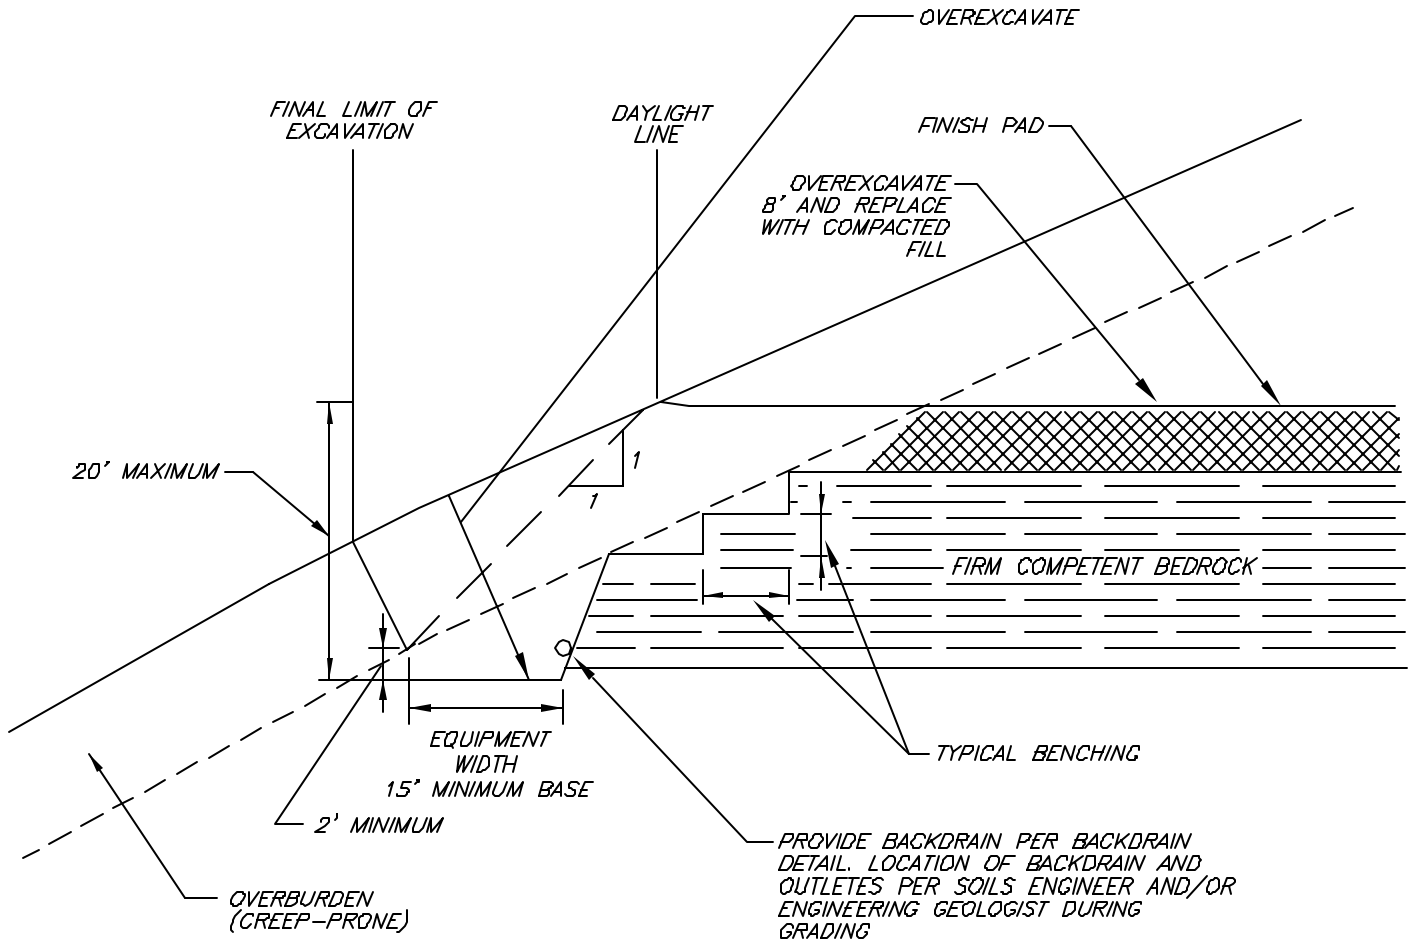 OVEREXCAVATE
FINAL LIMIT OF
EXCAVATION
DAYLIGHT
LINE
FINISH PAD
OVEREXCAVATE
8' AND REPLACE
WITH COMPACTED
FILL
20' MAXIMUM
1
1
FIRM COMPETENT BEDROCK
EQUIPMENT
WIDTH
15' MINIMUM BASE
TYPICAL BENCHING
2' MINIMUM
PROVIDE BACKDRAIN PER BACKDRAIN
DETAIL. LOCATION OF BACKDRAIN AND
OUTLETES PER SOILS ENGINEER AND/OR
ENGINEERING GEOLOGIST DURING
GRADING
OVERBURDEN
(CREEP-PRONE)